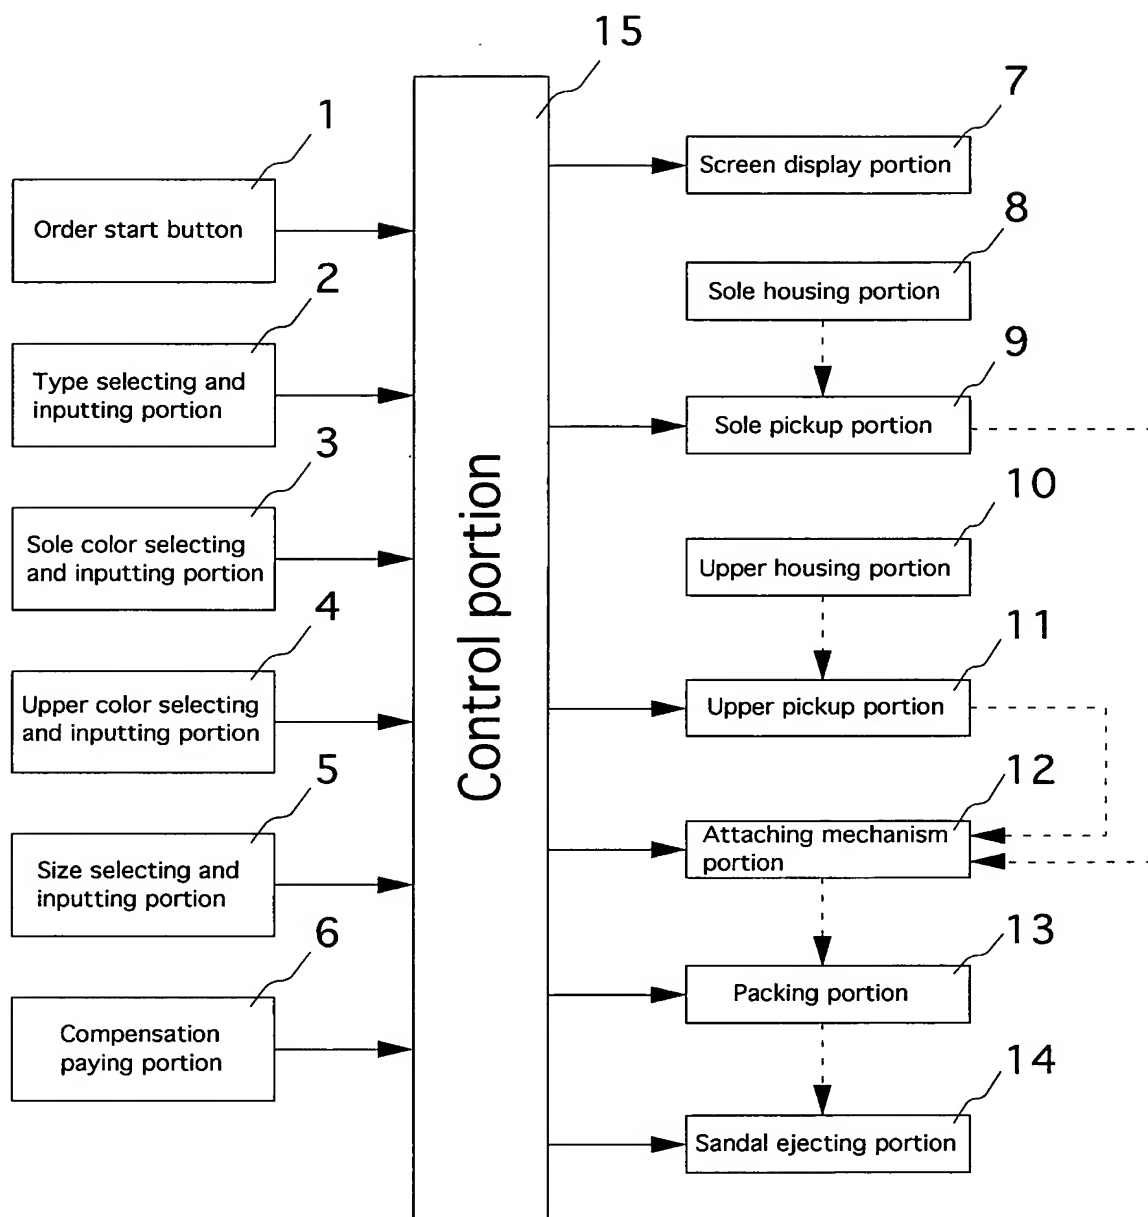 15
1
Order start button
2
Type selecting and
inputting portion
3
Sole color selecting
and inputting portion
4
Upper color selecting
and inputting portion
5
Size selecting and
inputting portion
6
Compensation
paying portion
Control portion
7
Screen display portion
8
Sole housing portion
9
Sole pickup portion
10
Upper housing portion
11
Upper pickup portion
12
Attaching mechanism
portion
13
Packing portion
14
Sandal ejecting portion